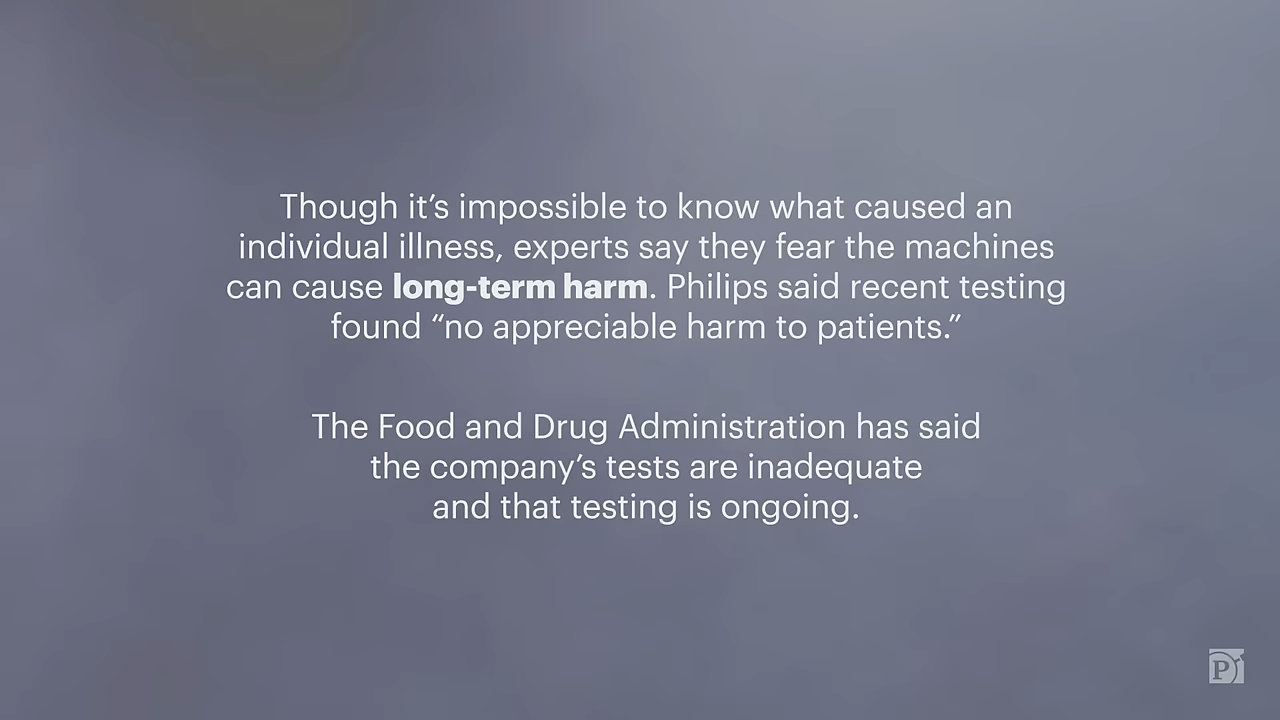 Though it’s impossible to know what caused an
individual illness, experts say they fear the machines
can cause long-term harm. Philips said recent testing
found “no appreciable harm to patients.”
The Food and Drug Administration has said
the company’s tests are inadequate
and that testing is ongoing.
P